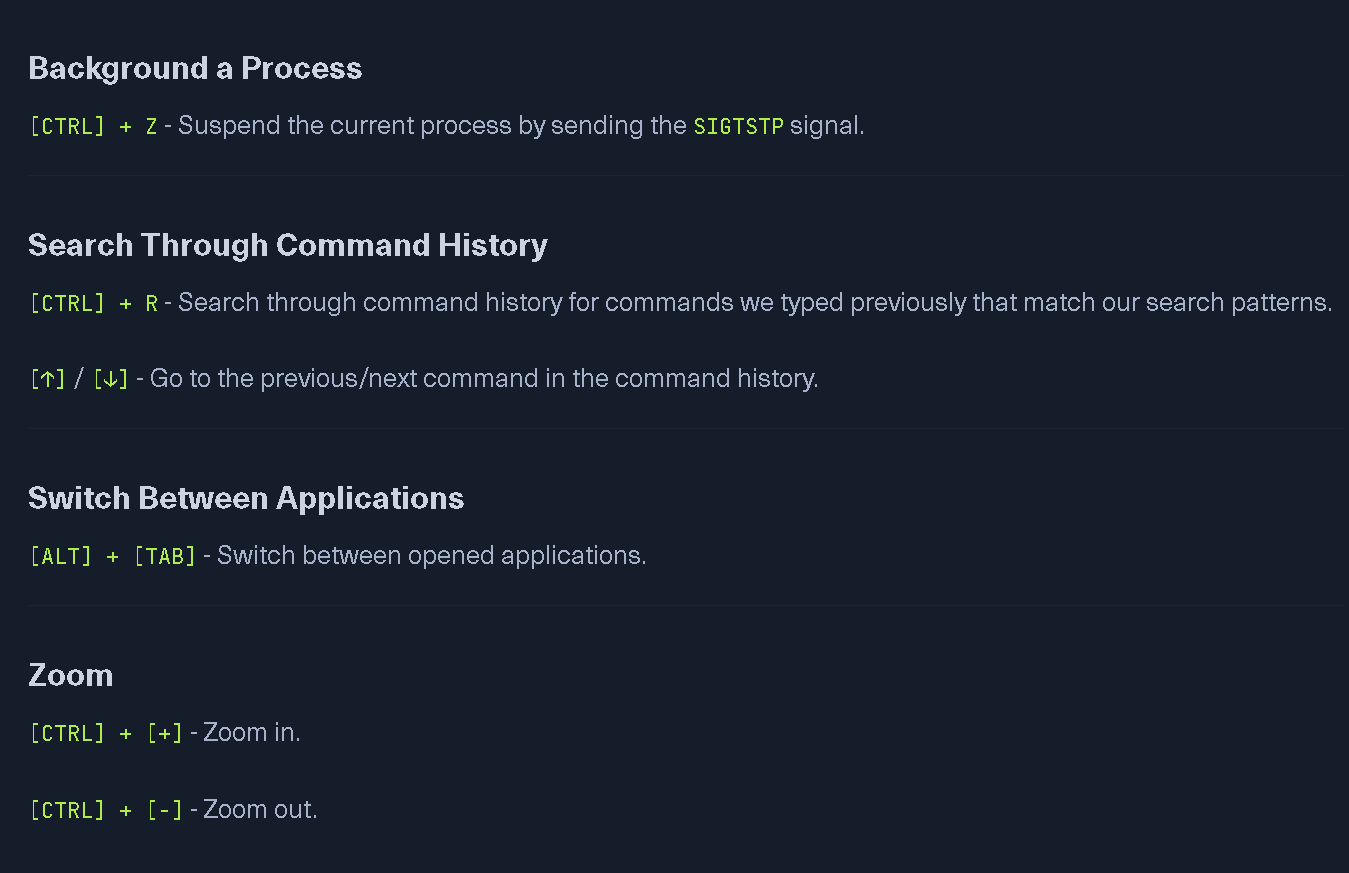 Background a Process
[CTRL] + Z - Suspend the current process by sending the SIGTSTP signal.
Search Through Command History
[CTRL] + R - Search through command history for commands we typed previously that match our search patterns.
[↑] / [↓] - Go to the previous/next command in the command history.
Switch Between Applications
[ALT] + [TAB] - Switch between opened applications.
Zoom
[CTRL] + [+] - Zoom in.
[CTRL] + [-] - Zoom out.